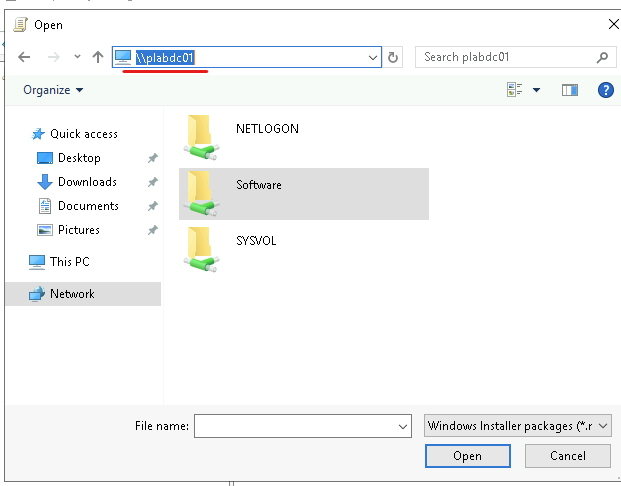 Open
\\plabdc01
Search plabdc01
Organize
Quick access
Desktop
Downloads
Documents
Pictures
This PC
Network
NETLOGON
Software
SYSVOL
File name:
Windows Installer packages (*.r
Open
Cancel